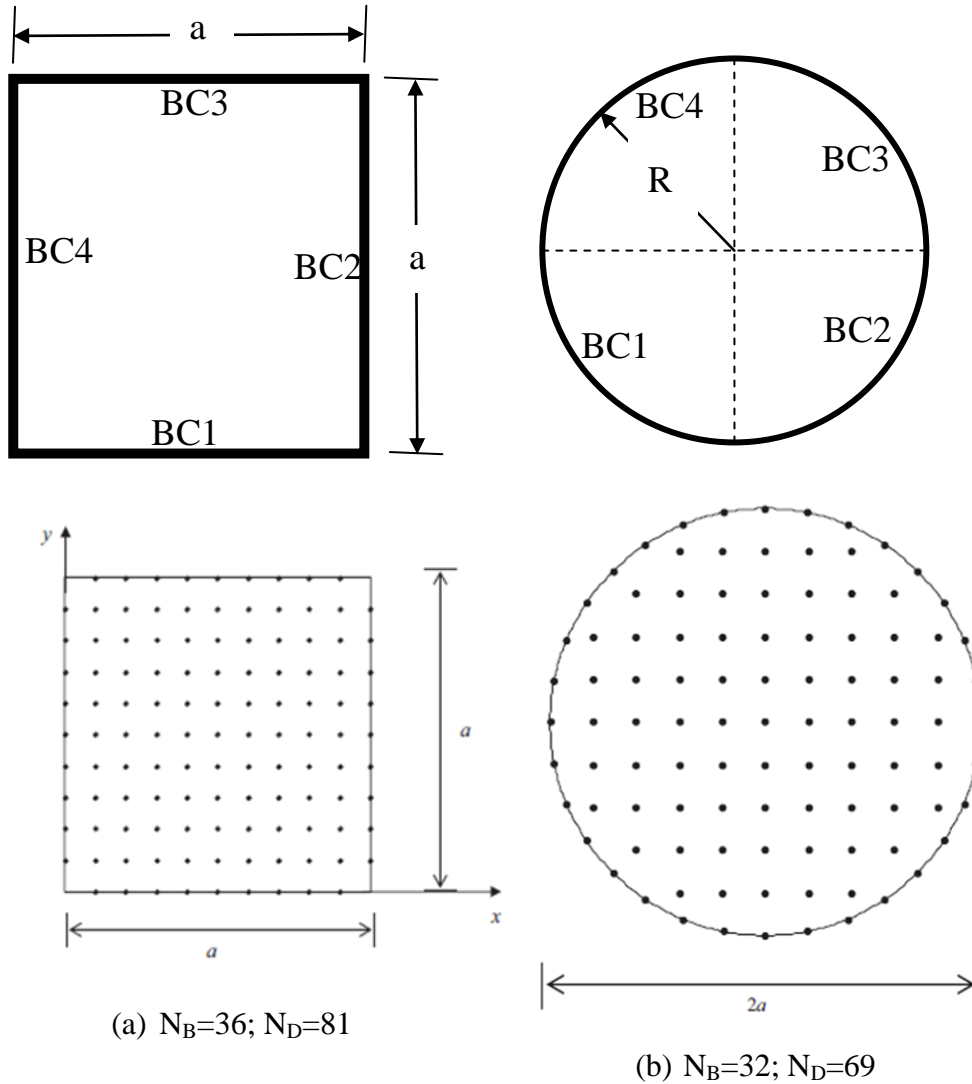 a
BC3
BC4
BC2
a
BC1
BC4
BC3
R
BC1
BC2
y
a
x
a
(a) N_B=36; N_D=81
2a
(b) N_B=32; N_D=69